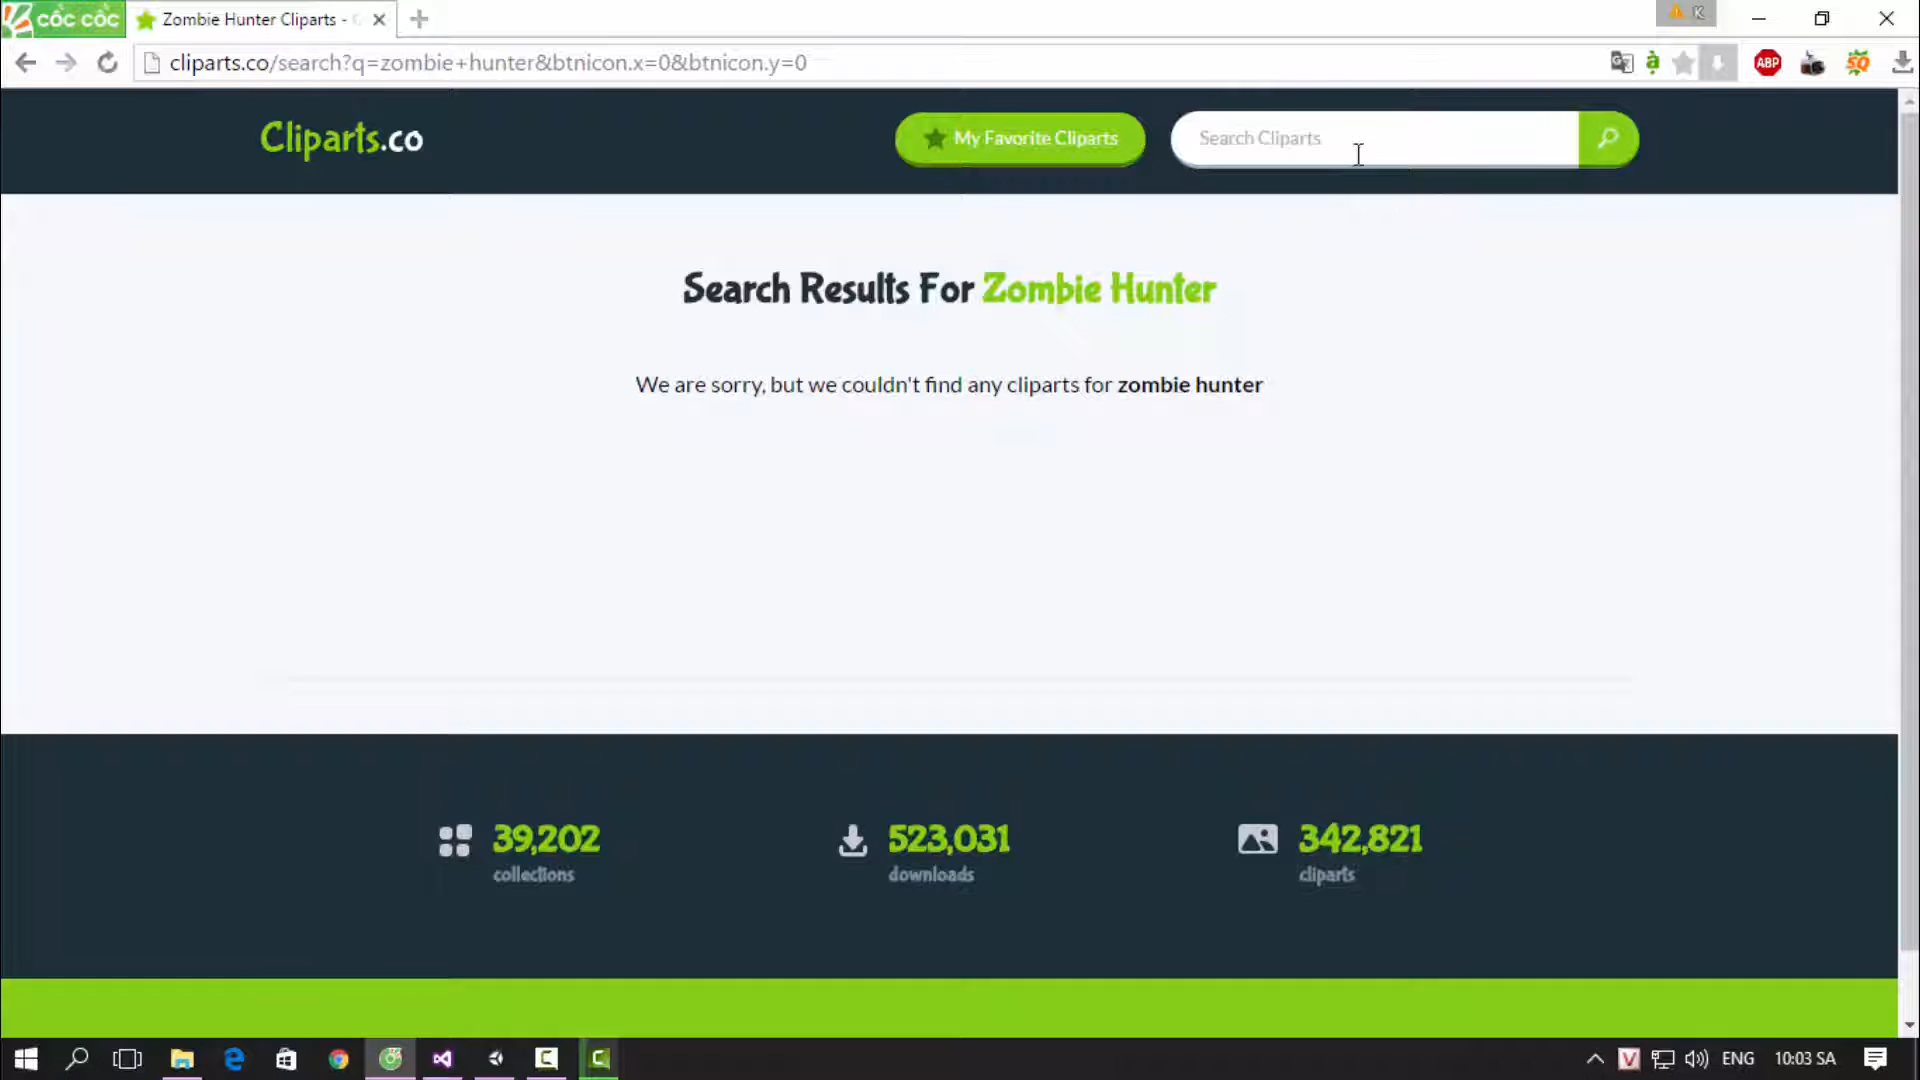 cốc cốc
Zombie Hunter Cliparts -
K
cliparts.co/search?q=zombie+hunter&btnicon.x=0&btnicon.y=0
ABP
SQ
Cliparts.co
My Favorite Cliparts
Search Cliparts
Search Results For Zombie Hunter
We are sorry, but we couldn't find any cliparts for zombie hunter
39,202
collections
523,031
downloads
342,821
cliparts
V
ENG
10:03 SA